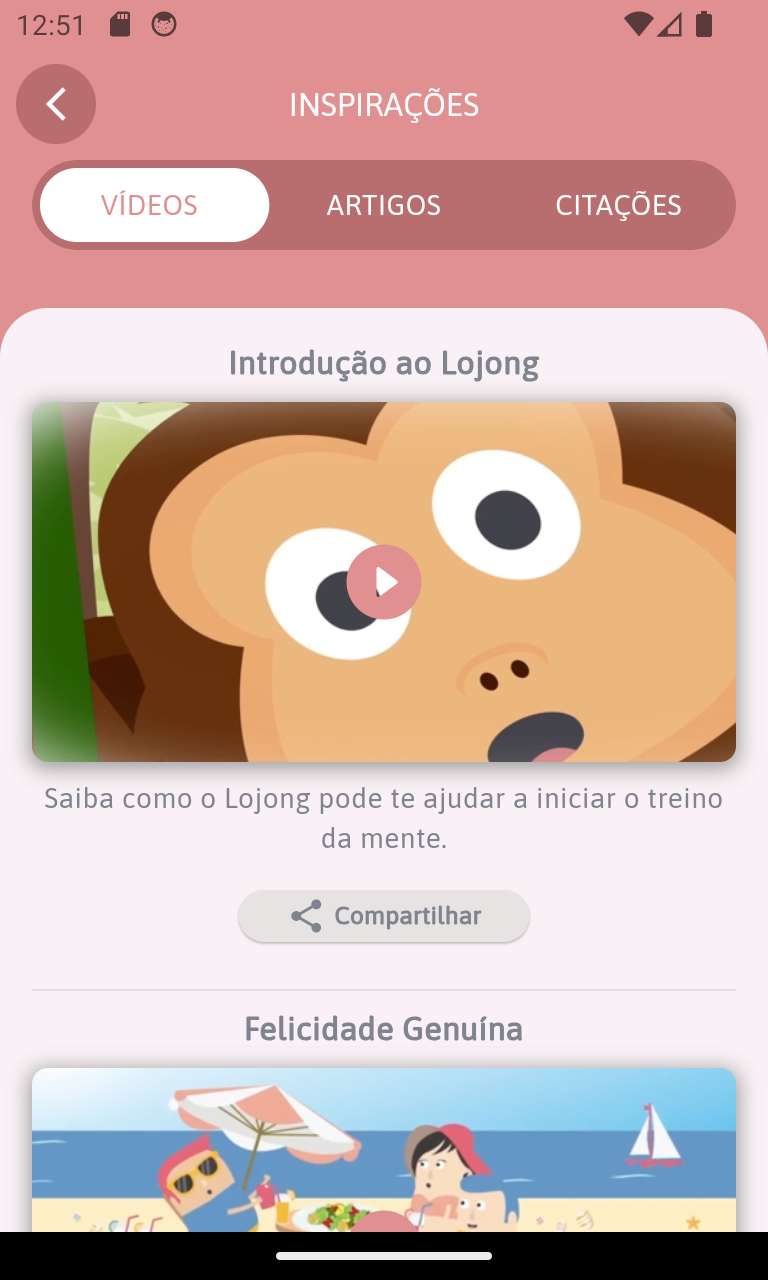 12:51
INSPIRAÇÕES
VÍDEOS ARTIGOS CITAÇÕES
Introdução ao Lojong
Saiba como o Lojong pode te ajudar a iniciar o treino
da mente.
Compartilhar
Felicidade Genuína